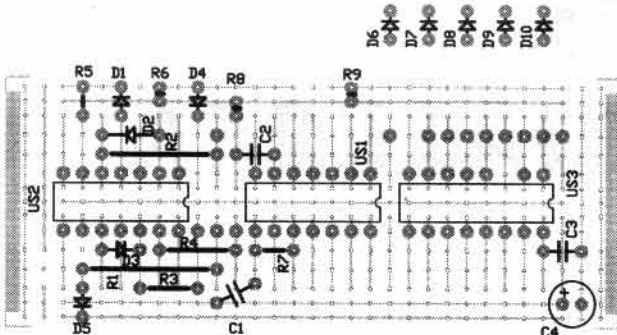 D6 D7 D8 D9 D10
R5 D1 R6 D4 R8 R9
D2
R2 C2 US1
US2 US3
D3 R4 R7 C3
R1 R3
D5 C1 + C4